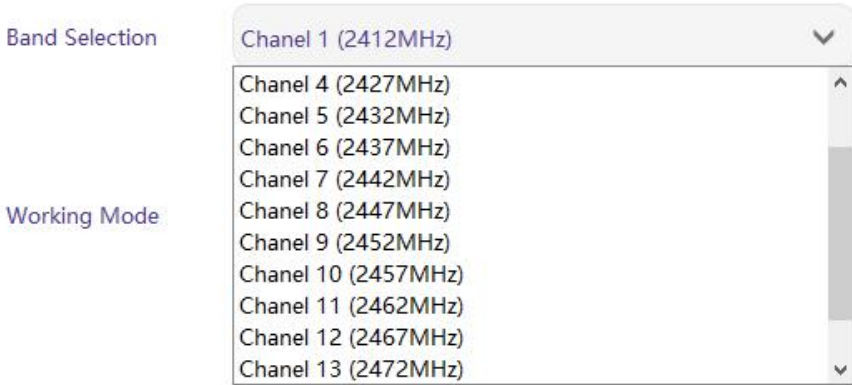 Band Selection
Chanel 1 (2412MHz)
Chanel 4 (2427MHz)
Chanel 5 (2432MHz)
Chanel 6 (2437MHz)
Chanel 7 (2442MHz)
Working Mode
Chanel 8 (2447MHz)
Chanel 9 (2452MHz)
Chanel 10 (2457MHz)
Chanel 11 (2462MHz)
Chanel 12 (2467MHz)
Chanel 13 (2472MHz)